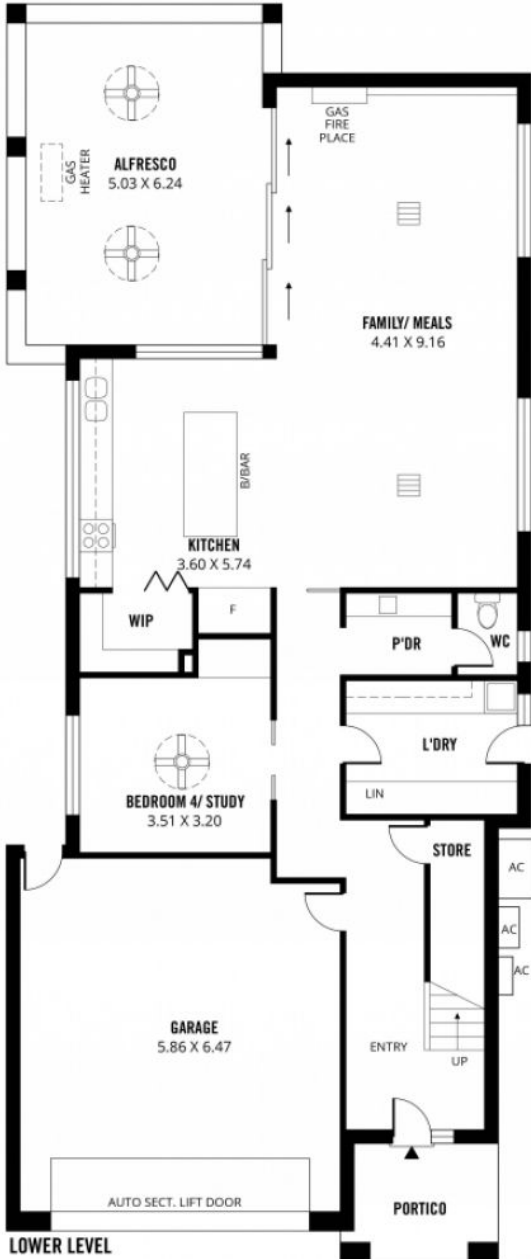 GAS
FIRE
PLACE
ALFRESCO
5.03 X 6.24
GAS
HEATER
FAMILY/ MEALS
4.41 X 9.16
B/BAR
KITCHEN
3.60 X 5.74
WIP
F
P'DR
WC
L'DRY
LIN
BEDROOM 4/ STUDY
3.51 X 3.20
STORE
AC
AC
AC
GARAGE
5.86 X 6.47
ENTRY
UP
AUTO SECT. LIFT DOOR
PORTICO
LOWER LEVEL